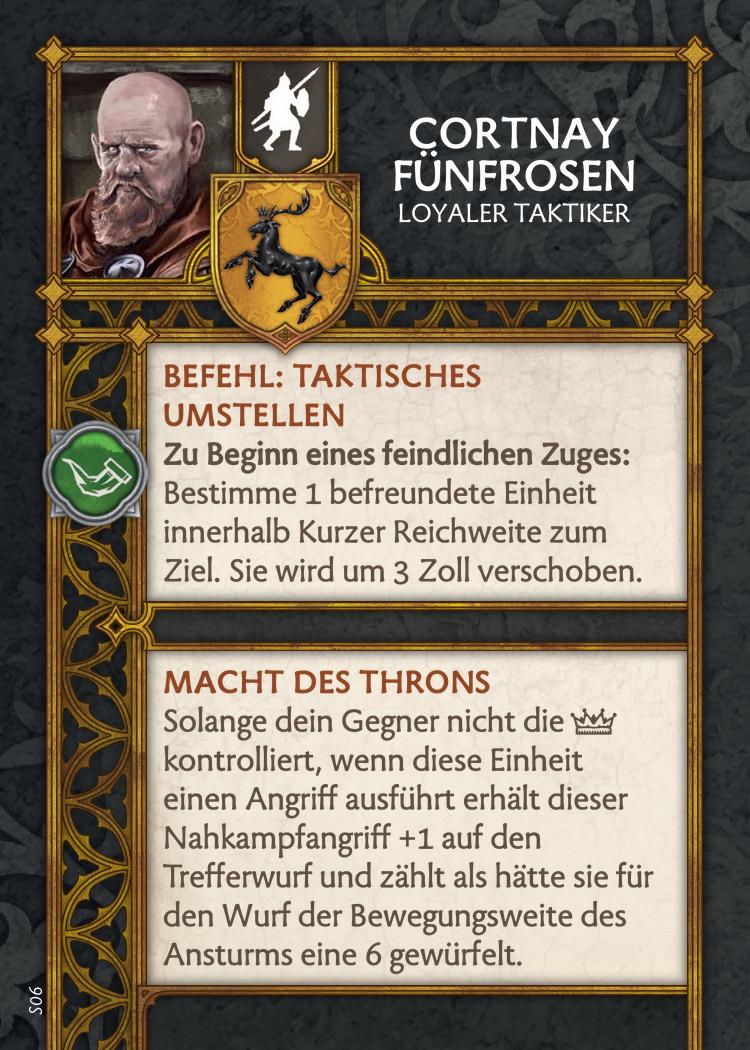 CORTNAY
FÜNFROSEN
LOYALER TAKTIKER
BEFEHL: TAKTISCHES
UMSTELLEN
Zu Beginn eines feindlichen Zuges:
Bestimme 1 befreundete Einheit
innerhalb Kurzer Reichweite zum
Ziel. Sie wird um 3 Zoll verschoben.
MACHT DES THRONS
Solange dein Gegner nicht die
kontrolliert, wenn diese Einheit
einen Angriff ausführt erhält dieser
Nahkampfangriff +1 auf den
Trefferwurf und zählt als hätte sie für
den Wurf der Bewegungsweite des
Ansturms eine 6 gewürfelt.
S06